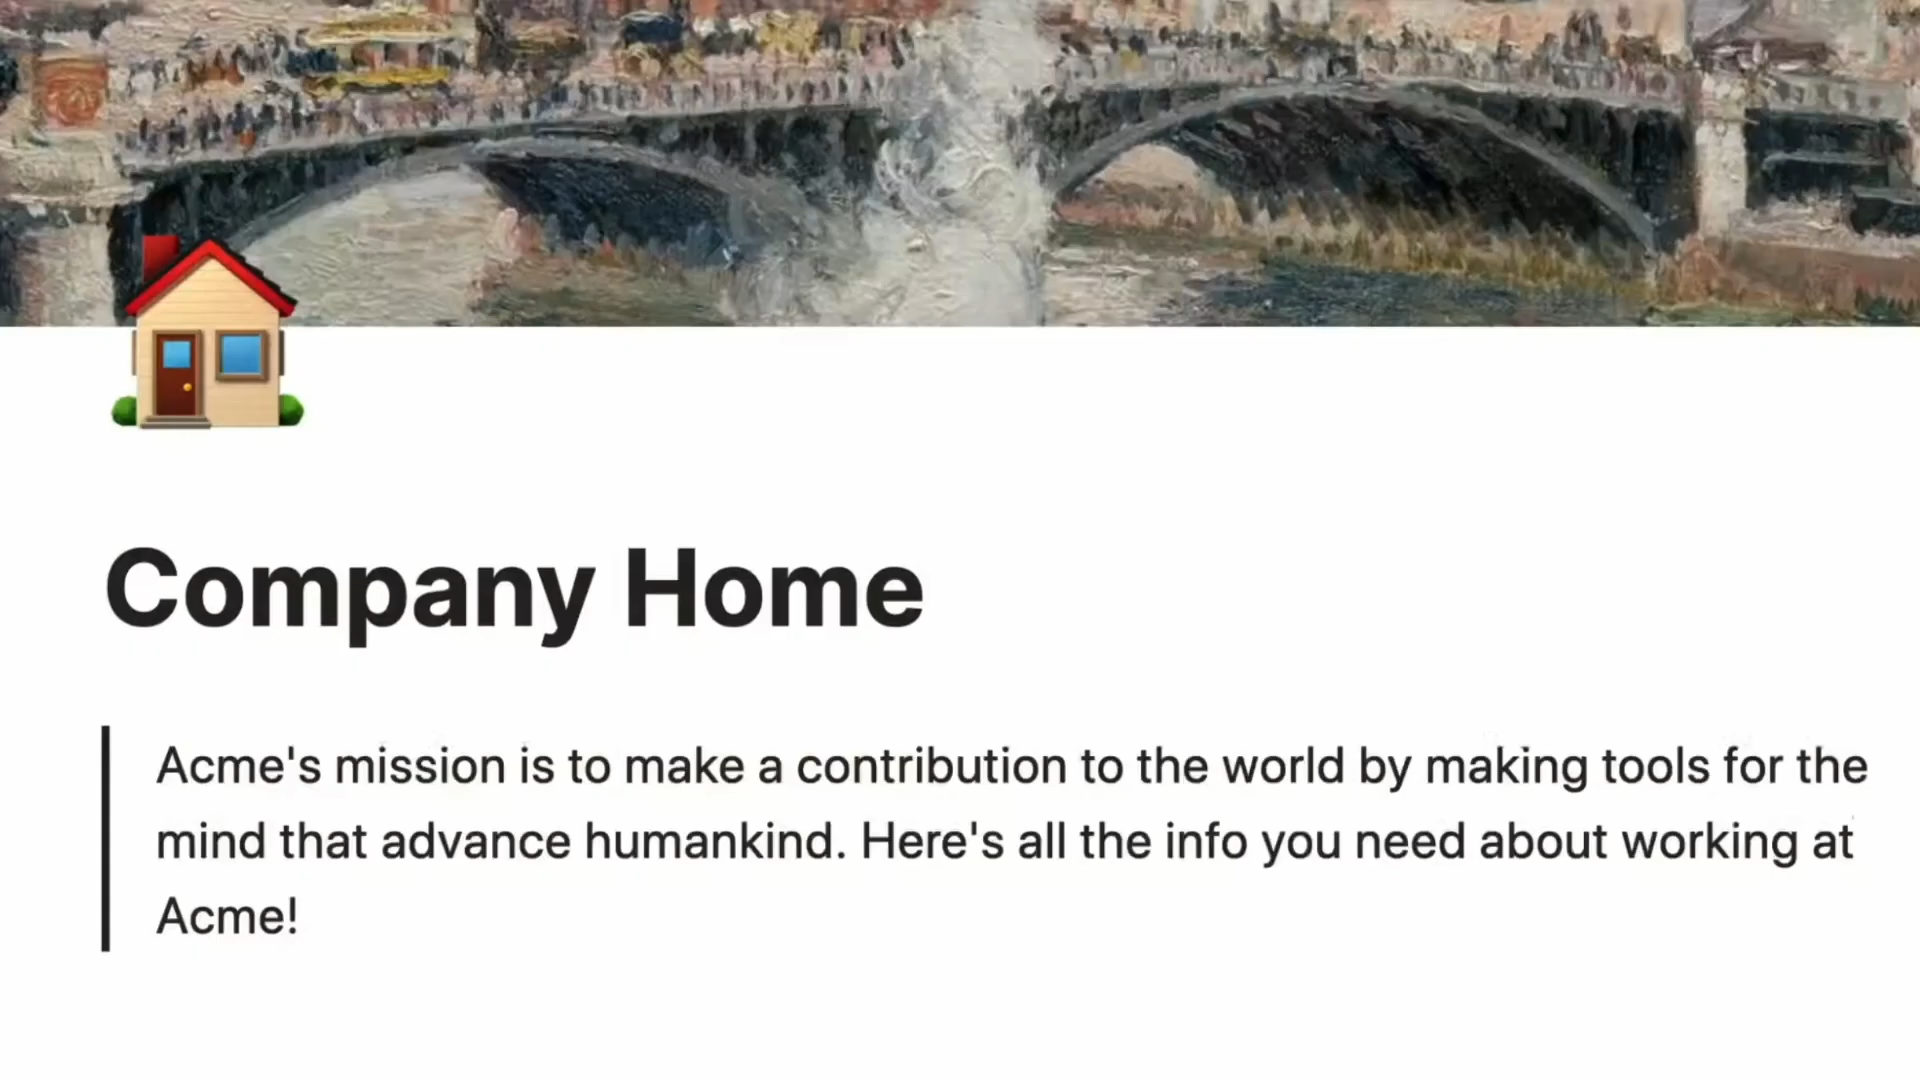 Company Home
Acme's mission is to make a contribution to the world by making tools for the
mind that advance humankind. Here's all the info you need about working at
Acme!